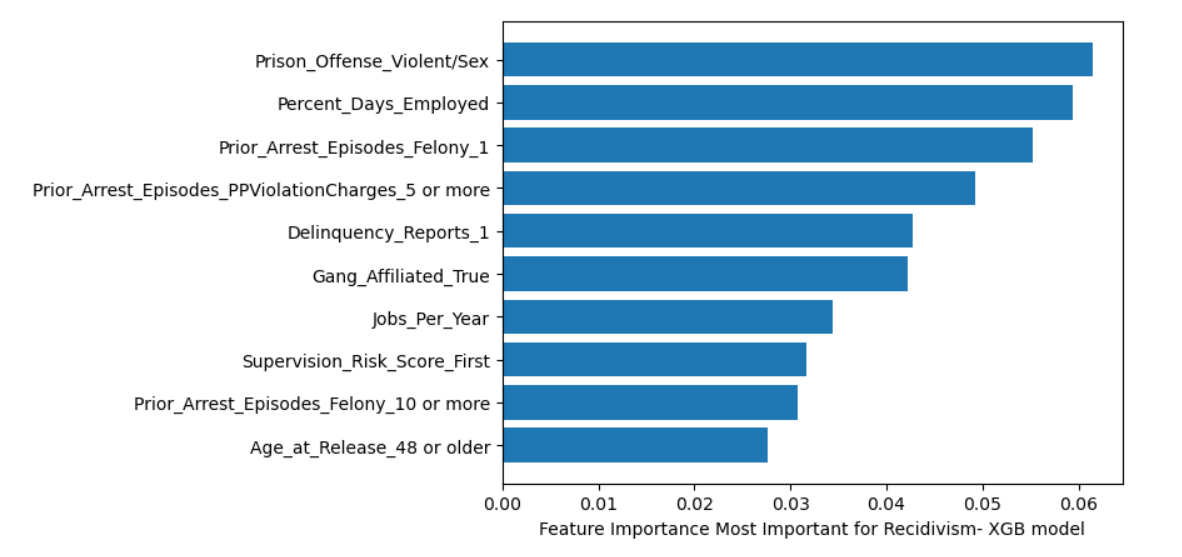 Prison_Offense_Violent/Sex
Percent_Days_Employed
Prior_Arrest_Episodes_Felony_1
Prior_Arrest_Episodes_PPViolationCharges_5 or more
Delinquency_Reports_1
Gang_Affiliated_True
Jobs_Per_Year
Supervision_Risk_Score_First
Prior_Arrest_Episodes_Felony_10 or more
Age_at_Release_48 or older
0.00 0.01 0.02 0.03 0.04 0.05 0.06
Feature Importance Most Important for Recidivism- XGB model